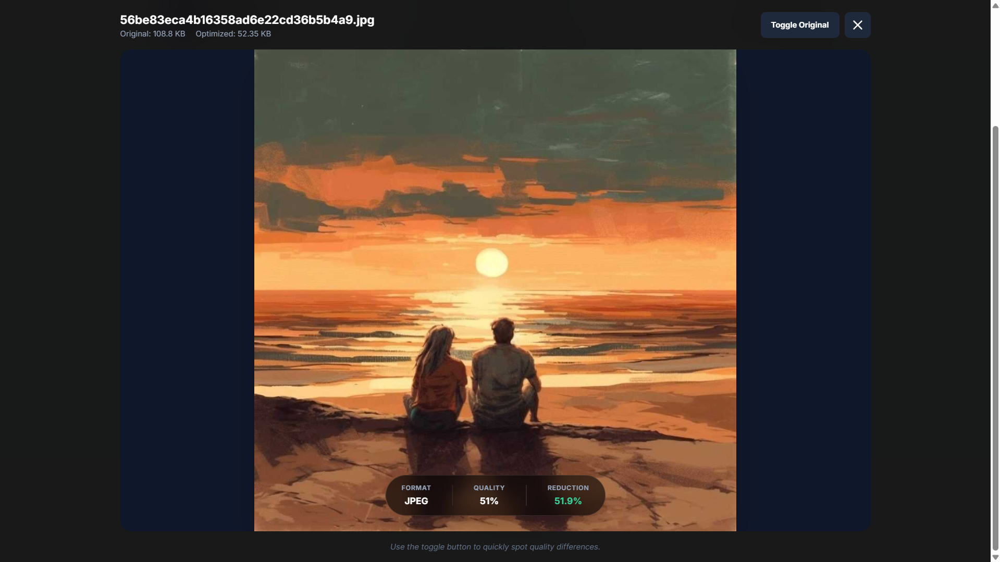 56be83eca4b16358ad6e22cd36b5b4a9.jpg
Original: 108.8 KB Optimized: 52.35 KB
Toggle Original
FORMAT
JPEG
QUALITY
51%
REDUCTION
51.9%
Use the toggle button to quickly spot quality differences.